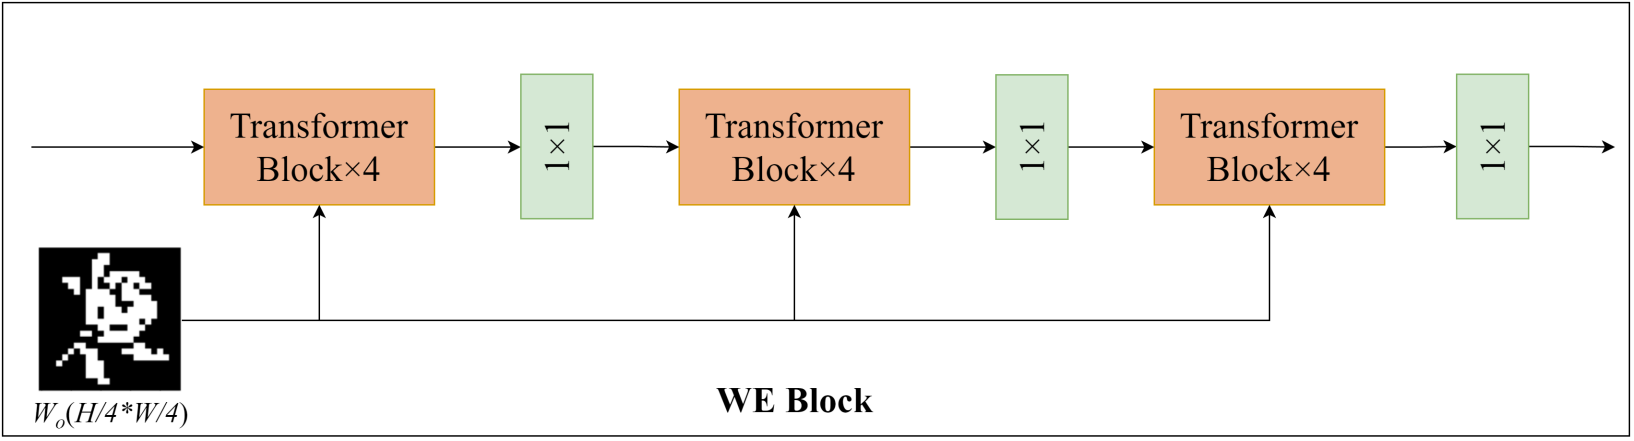 Transformer
Block×4
1×1
Transformer
Block×4
1×1
Transformer
Block×4
1×1
Wo(H/4*W/4)
WE Block